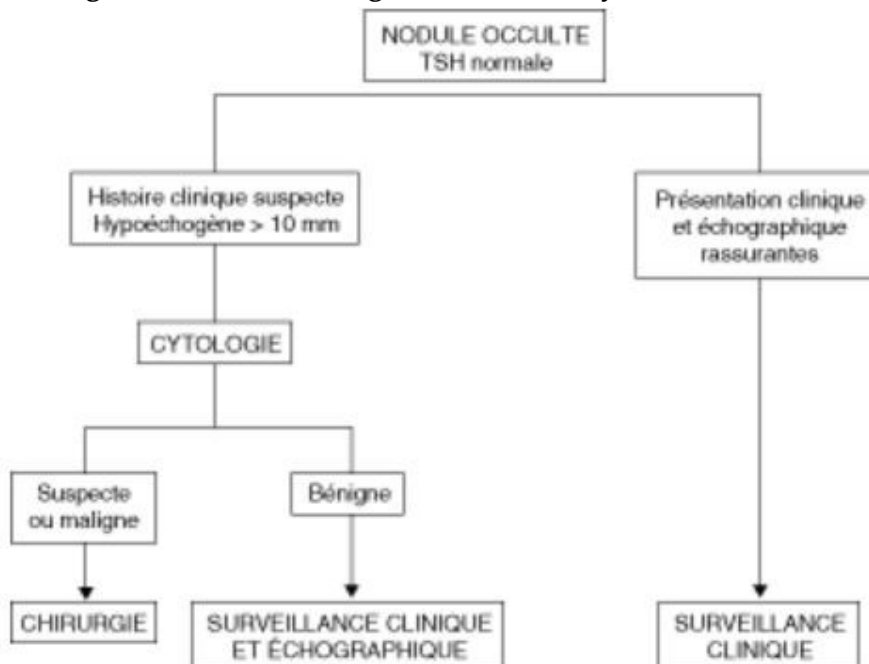 NODULE OCCULTE
TSH normale
Histoire clinique suspecte
Hypoéchogène > 10 mm
Présentation clinique
et échographique
rassurantes
CYTOLOGIE
Suspecte
ou maligne
Bénigne
CHIRURGIE
SURVEILLANCE CLINIQUE
ET ÉCHOGRAPHIQUE
SURVEILLANCE
CLINIQUE